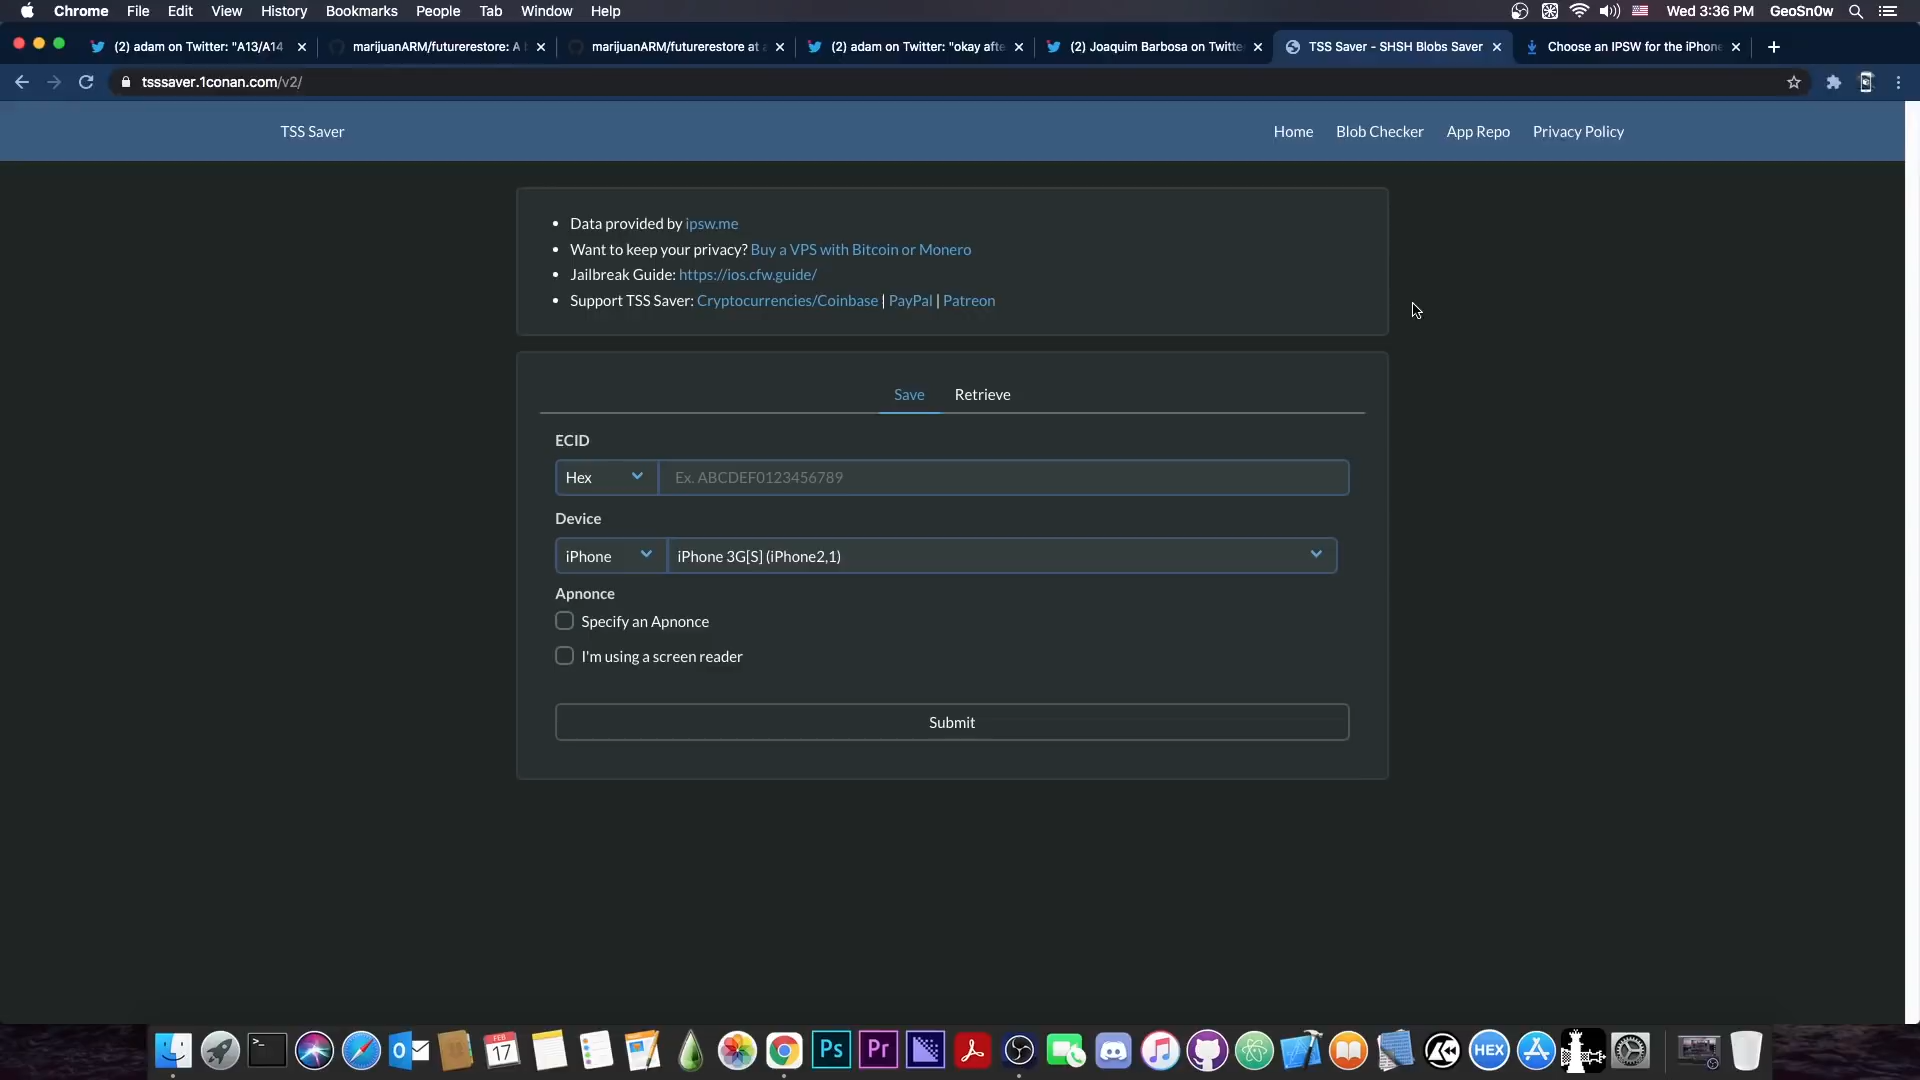 Chrome File Edit View History Bookmarks People Tab Window Help Wed 3:36 PM GeoSn0w
(2) adam on Twitter: "A13/A14 marijuanARM/futurerestore: A marijuanARM/futurerestore at (2) adam on Twitter: "okay afte (2) Joaquim Barbosa on Twitte TSS Saver - SHSH Blobs Saver Choose an IPSW for the iPhone
tsssaver.1conan.com/v2/
TSS Saver Home Blob Checker App Repo Privacy Policy
• Data provided by ipsw.me
• Want to keep your privacy? Buy a VPS with Bitcoin or Monero
• Jailbreak Guide: https://ios.cfw.guide/
• Support TSS Saver: Cryptocurrencies/Coinbase | PayPal | Patreon
Save Retrieve
ECID
Hex Ex. ABCDEF0123456789
Device
iPhone iPhone 3G[S] (iPhone2,1)
Apnonce
Specify an Apnonce
I'm using a screen reader
Submit
FEB
17
Ps Pr HEX